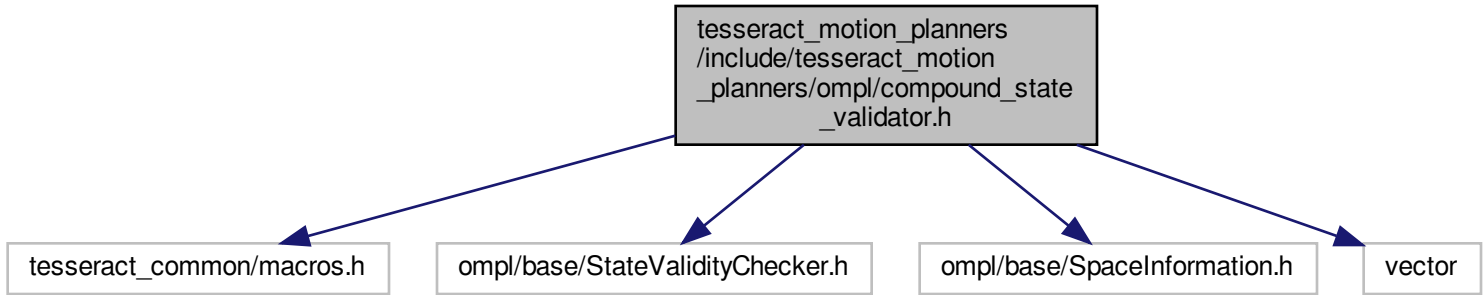 tesseract_motion_planners
/include/tesseract_motion
_planners/ompl/compound_state
_validator.h
tesseract_common/macros.h
ompl/base/StateValidityChecker.h
ompl/base/SpaceInformation.h
vector